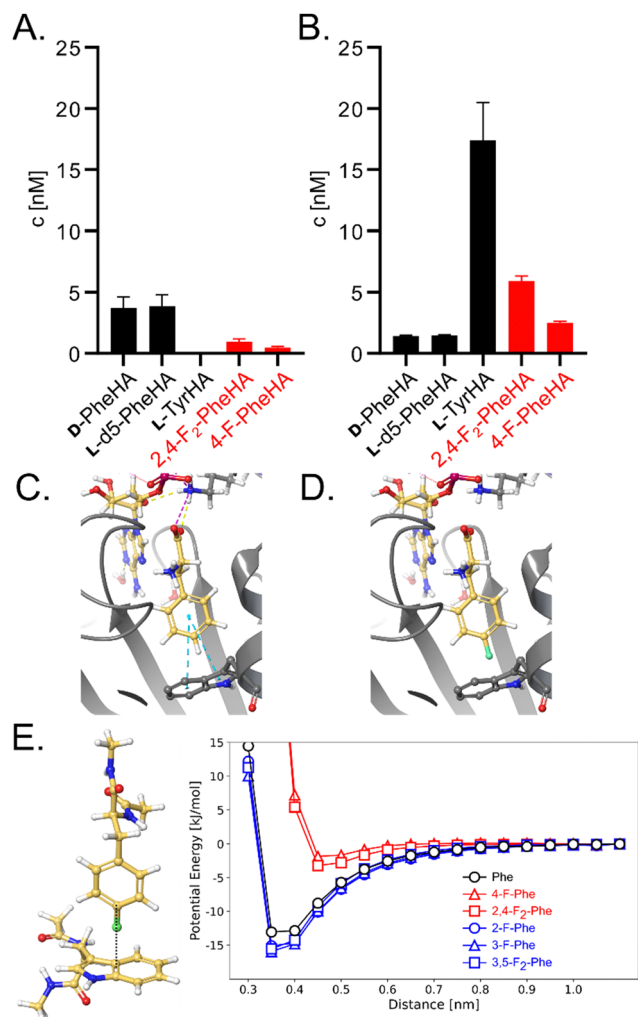 A.
B.
25
20
15
10
5
0
c [nM]
D-PheHA
L-d5-PheHA
L-TyrHA
2,4-F₂-PheHA
4-F-PheHA
25
20
15
10
5
0
c [nM]
D-PheHA
L-d5-PheHA
L-TyrHA
2,4-F₂-PheHA
4-F-PheHA
C.
D.
E.
15
10
5
0
-5
-10
-15
Potential Energy [kJ/mol]
Phe
4-F-Phe
2,4-F₂-Phe
2-F-Phe
3-F-Phe
3,5-F₂-Phe
0.3 0.4 0.5 0.6 0.7 0.8 0.9 1.0
Distance [nm]